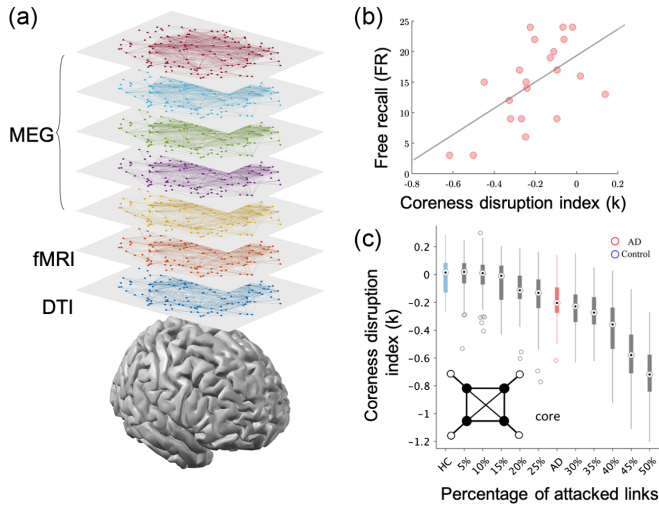 (a)
MEG
fMRI
DTI
(b)
Free recall (FR)
25
20
15
10
5
0
-0.8
-0.6
-0.4
-0.2
0
0.2
Coreness disruption index (k)
(c)
Coreness disruption
index (k)
0.2
0
-0.2
-0.4
-0.6
-0.8
-1
-1.2
AD
Control
core
HC
5%
10%
15%
20%
25%
AD
30%
35%
40%
45%
50%
Percentage of attacked links